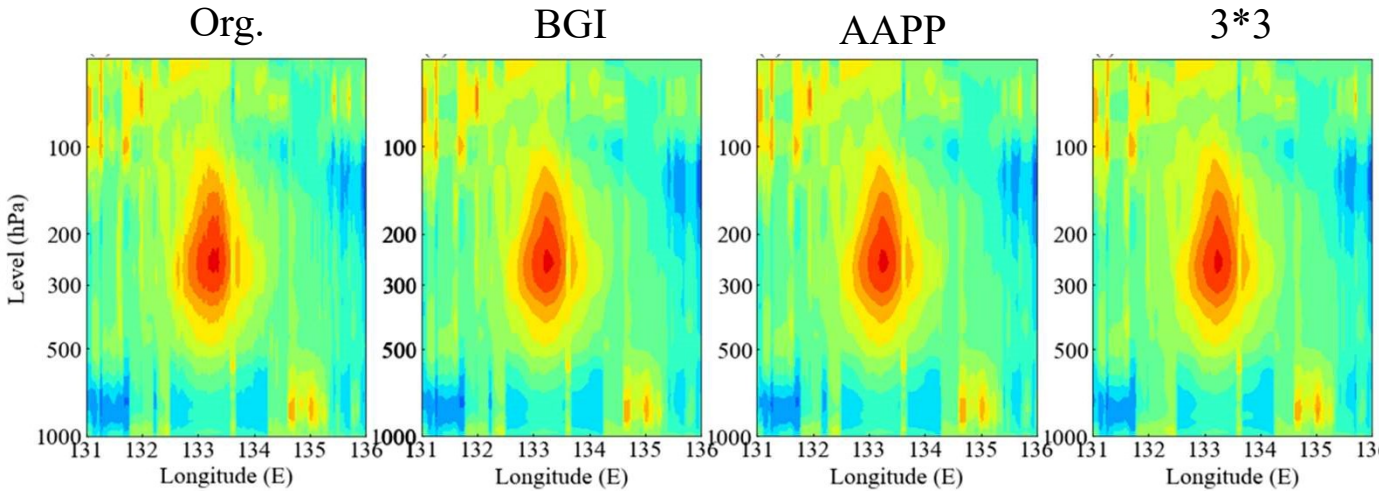 Org. BGI AAPP 3*3
Level (hPa)
100 100 100 100
200 200 200 200
300 300 300 300
500 500 500 500
1000 1000 1000 1000
131 132 133 134 135 136 131 132 133 134 135 136 131 132 133 134 135 136 131 132 133 134 135
Longitude (E) Longitude (E) Longitude (E) Longitude (E)